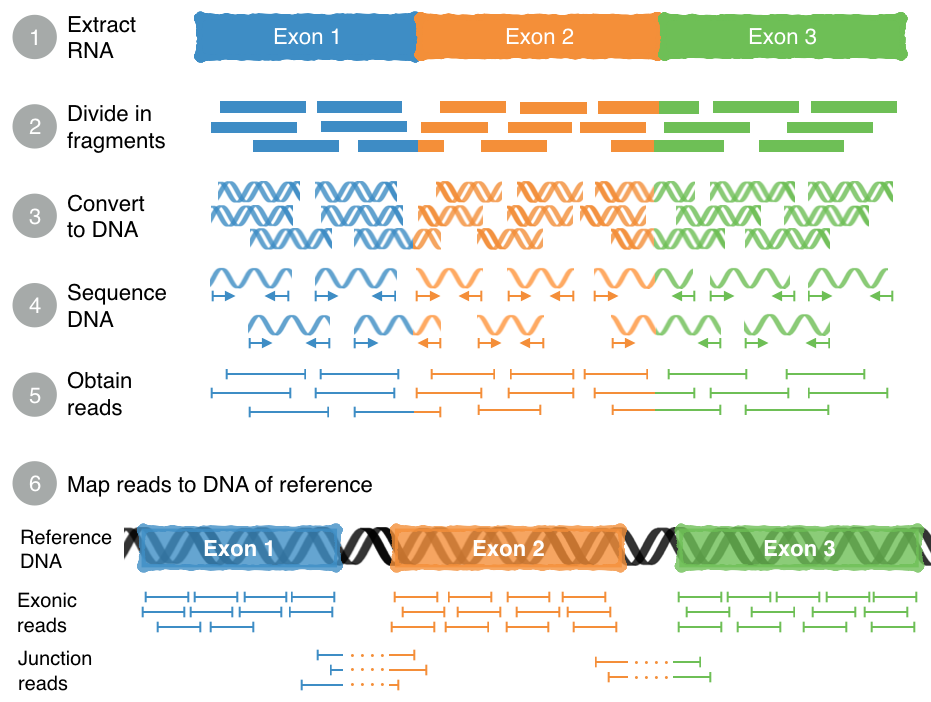 1
Extract
RNA
Exon 1
Exon 2
Exon 3
2
Divide in
fragments
3
Convert
to DNA
4
Sequence
DNA
5
Obtain
reads
6
Map reads to DNA of reference
Reference
DNA
Exon 1
Exon 2
Exon 3
Exonic
reads
Junction
reads